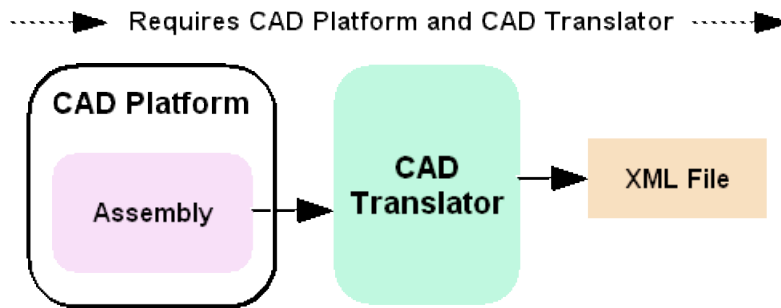 Requires CAD Platform and CAD Translator
CAD Platform
Assembly
CAD
Translator
XML File